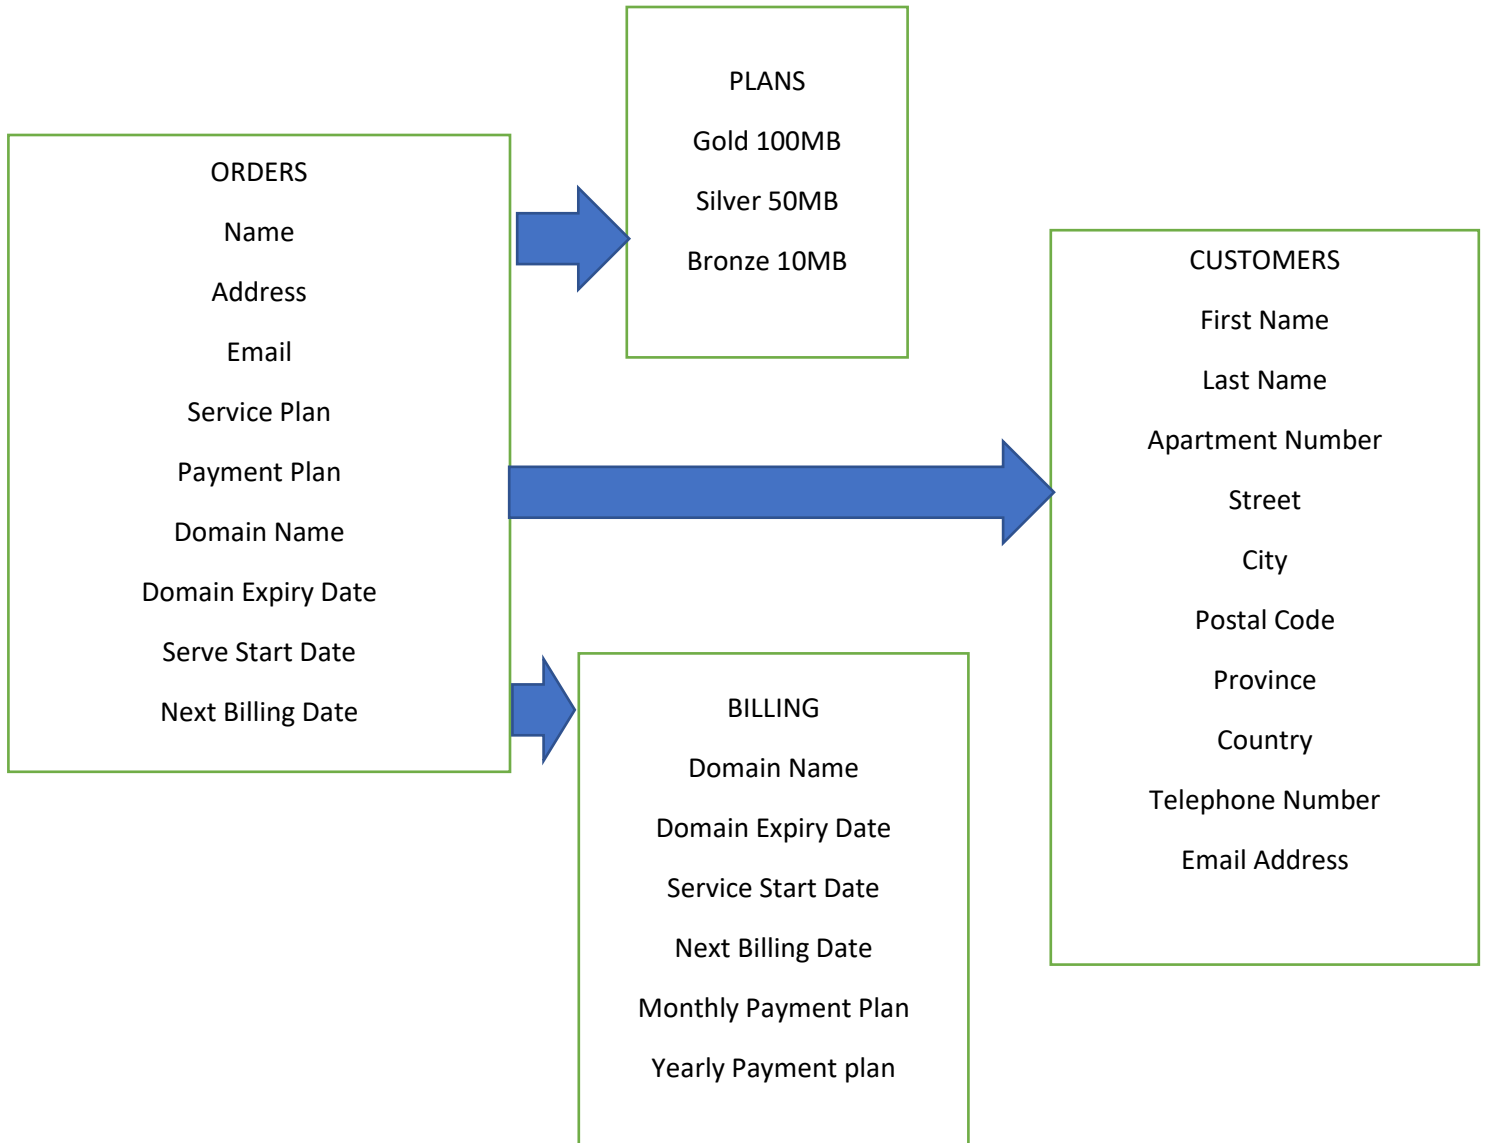 PLANS
Gold 100MB
Silver 50MB
Bronze 10MB
ORDERS
Name
Address
Email
Service Plan
Payment Plan
Domain Name
Domain Expiry Date
Serve Start Date
Next Billing Date
CUSTOMERS
First Name
Last Name
Apartment Number
Street
City
Postal Code
Province
Country
Telephone Number
Email Address
BILLING
Domain Name
Domain Expiry Date
Service Start Date
Next Billing Date
Monthly Payment Plan
Yearly Payment plan